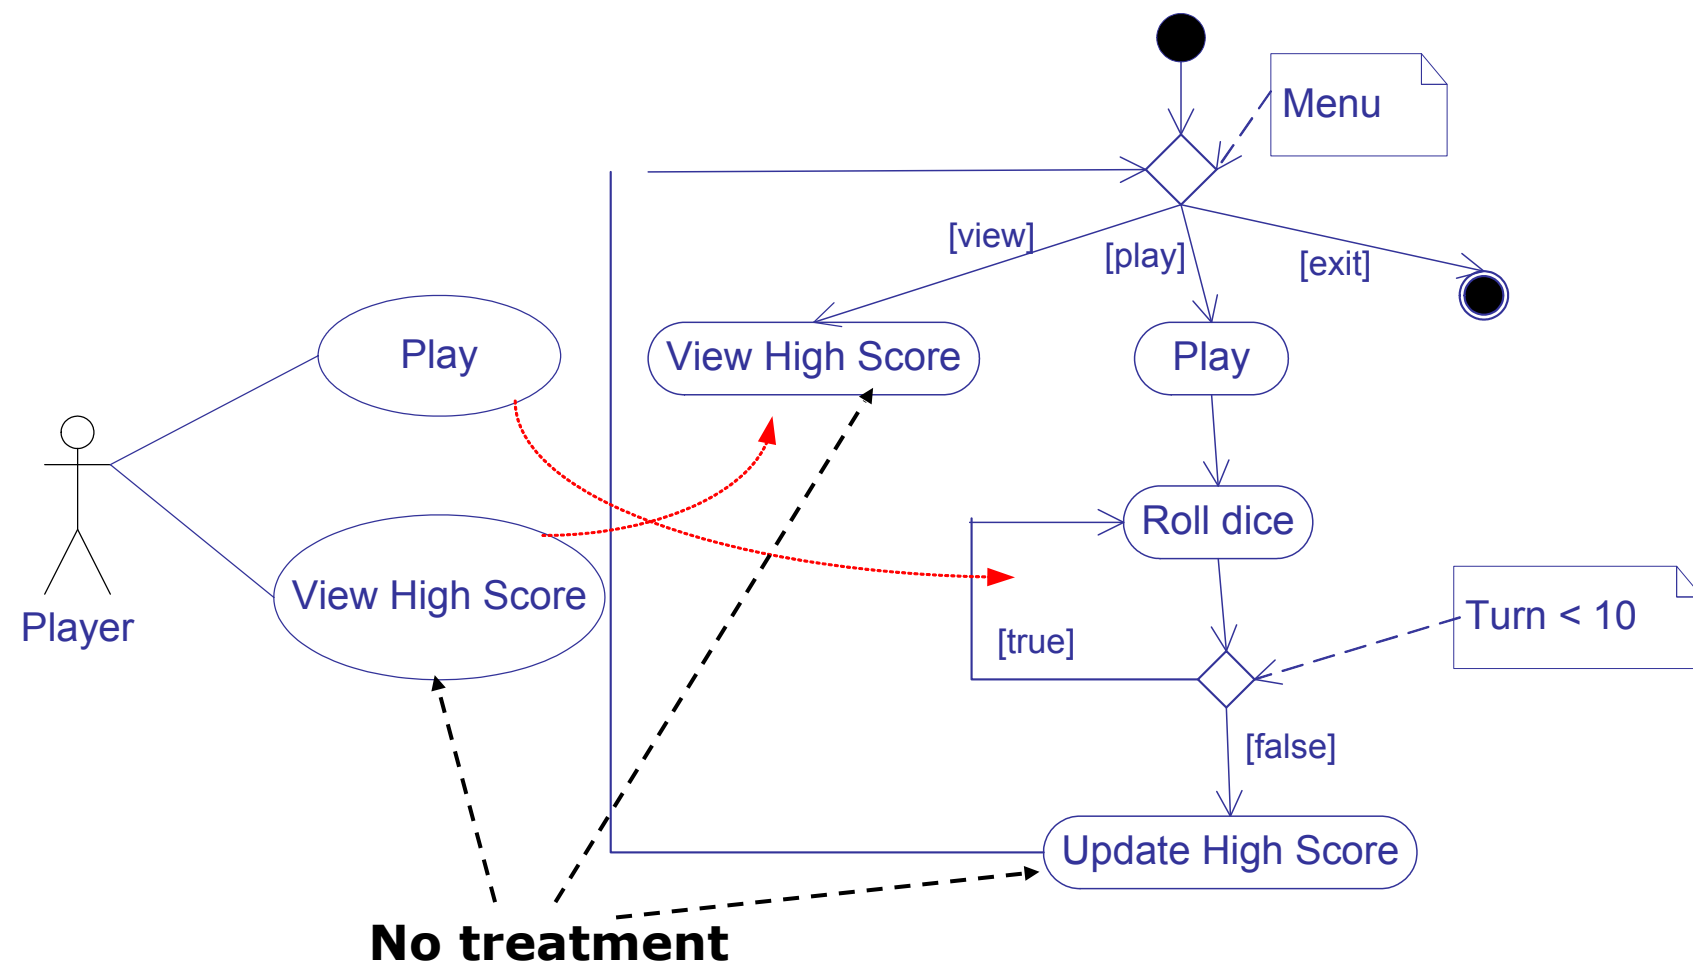 Menu
[view]
[play]
[exit]
Play
View High Score
Play
Roll dice
View High Score
Player
Turn < 10
[true]
[false]
Update High Score
No treatment